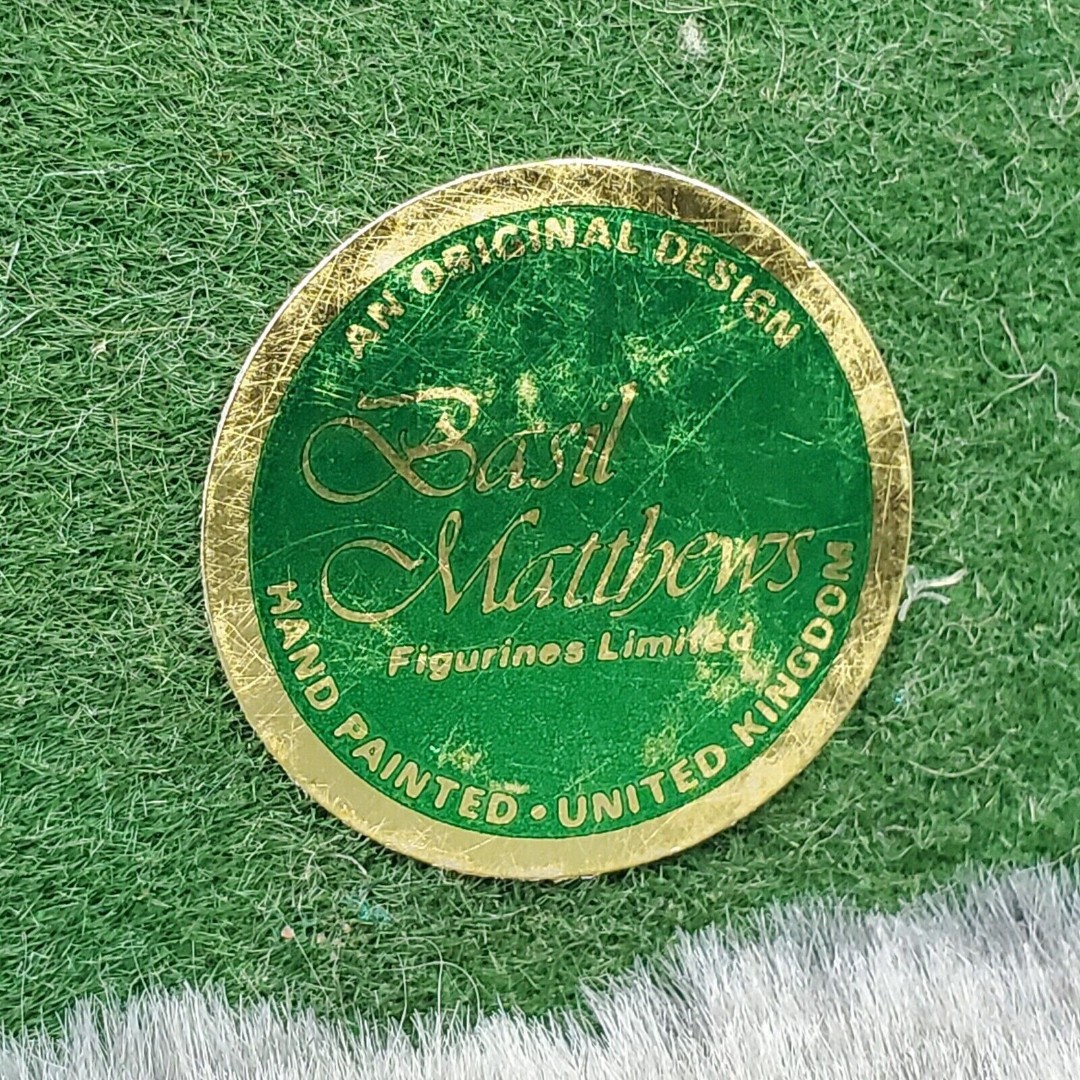 AN ORIGINAL DESIGN
Basil
Matthews
Figurines Limited
HAND PAINTED • UNITED KINGDOM